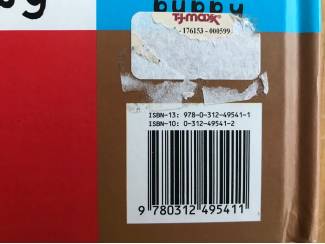 puppy
T.J.maxx
- 176153 - 000599
ISBN-13: 978-0-312-49541-1
ISBN-10: 0-312-49541-2
9 780312 495411